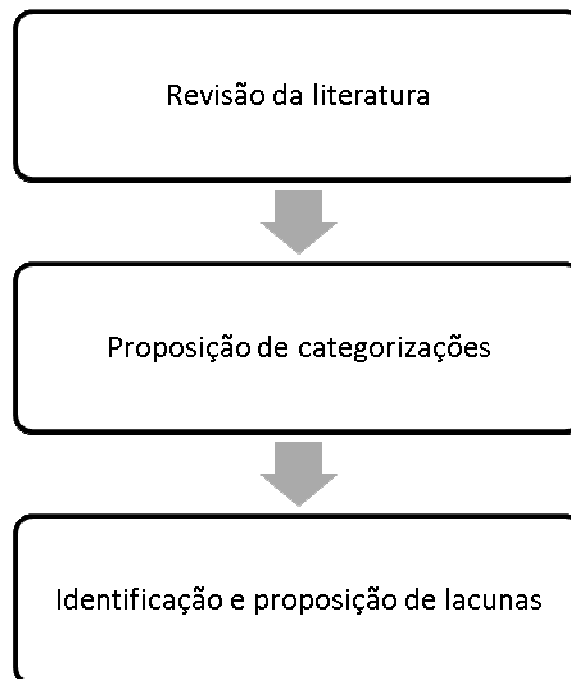 Revisão da literatura
Proposição de categorizações
Identificação e proposição de lacunas